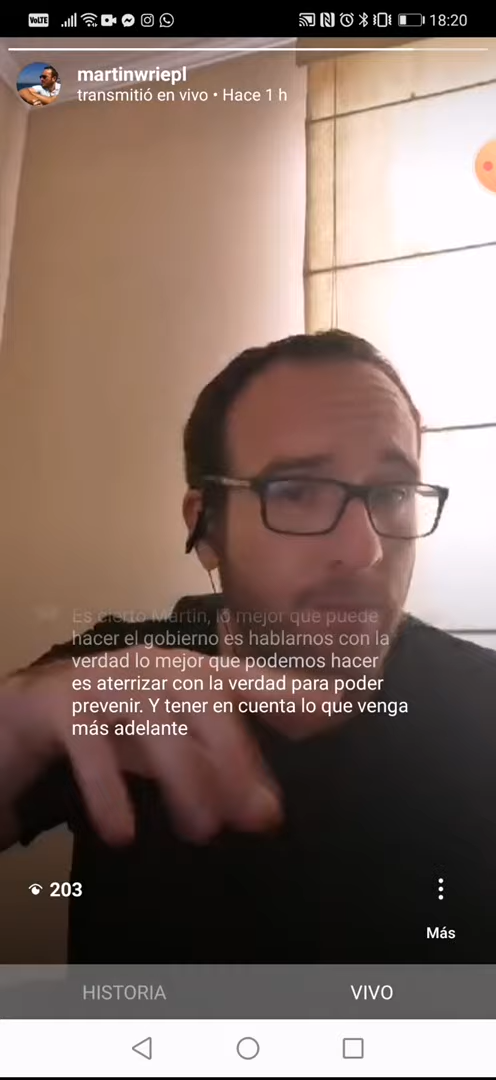 VoLTE
18:20
martinwriepl
transmitió en vivo • Hace 1 h
Es cierto Martin, lo mejor que puede
hacer el gobierno es hablarnos con la
verdad lo mejor que podemos hacer
es aterrizar con la verdad para poder
prevenir. Y tener en cuenta lo que venga
más adelante
203
Más
HISTORIA
VIVO